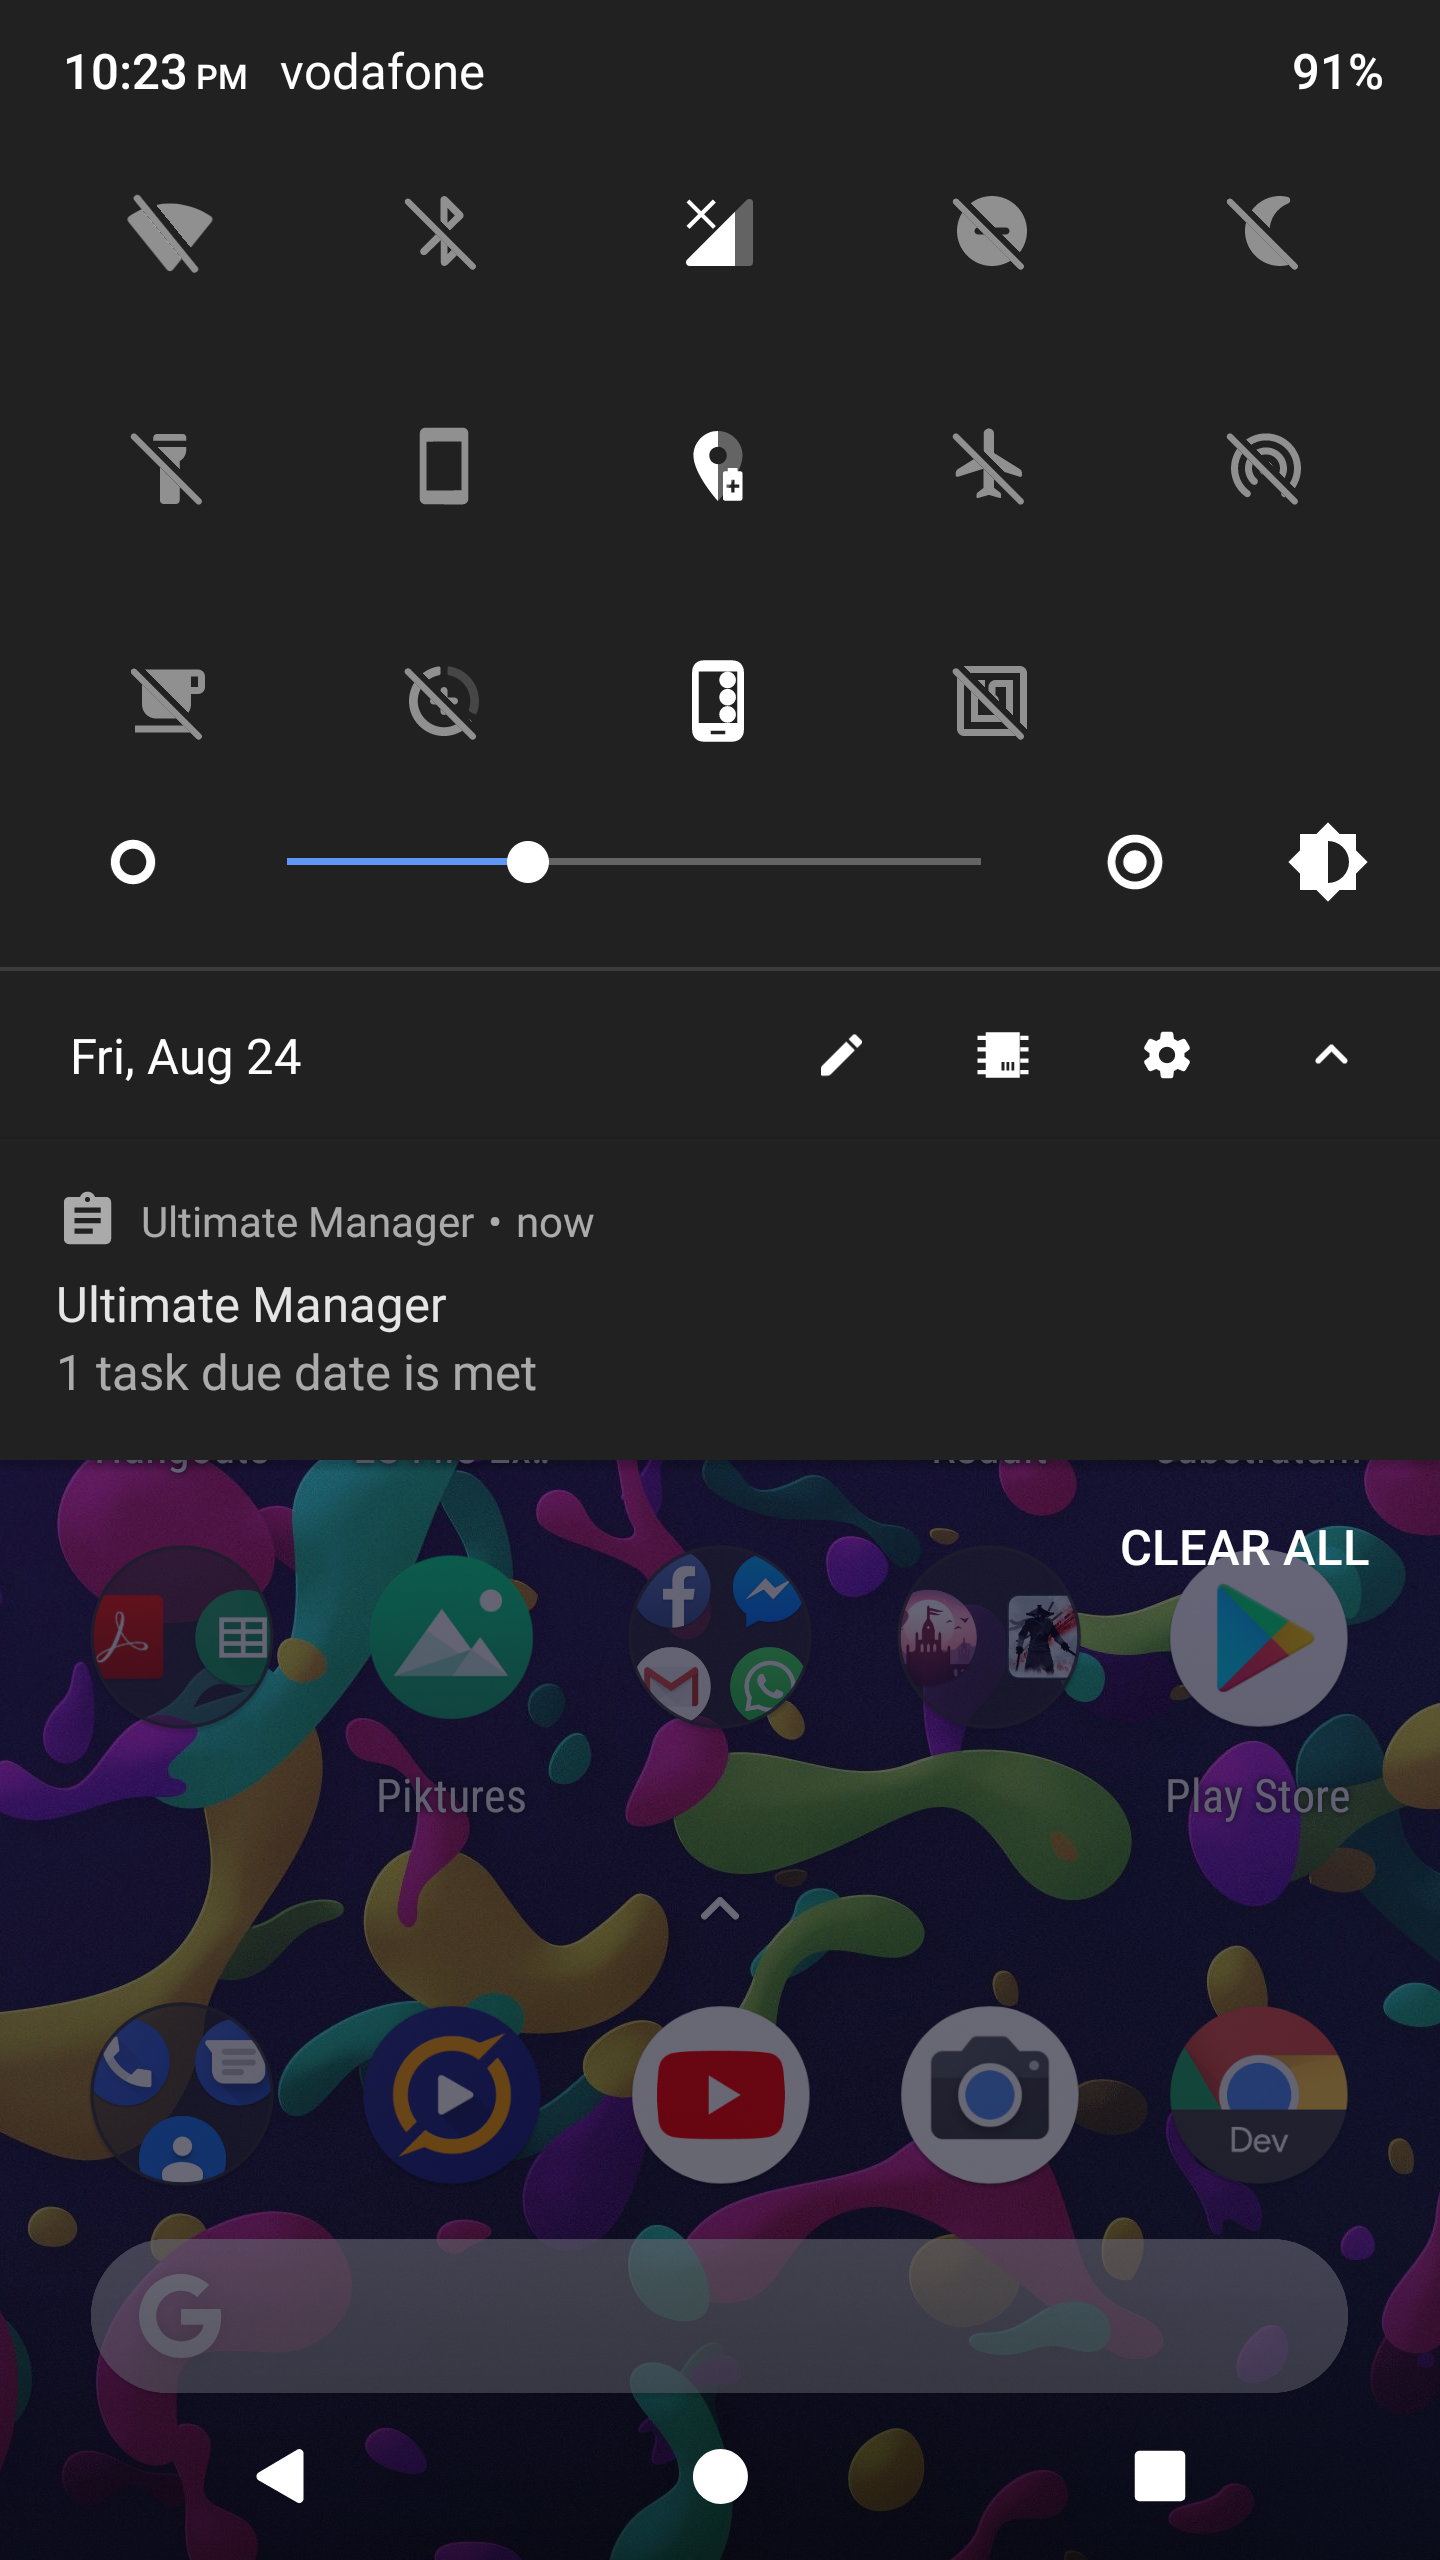 10:23 PM vodafone 91%
Fri, Aug 24
Ultimate Manager • now
Ultimate Manager
1 task due date is met
CLEAR ALL
Piktures
Play Store
Dev